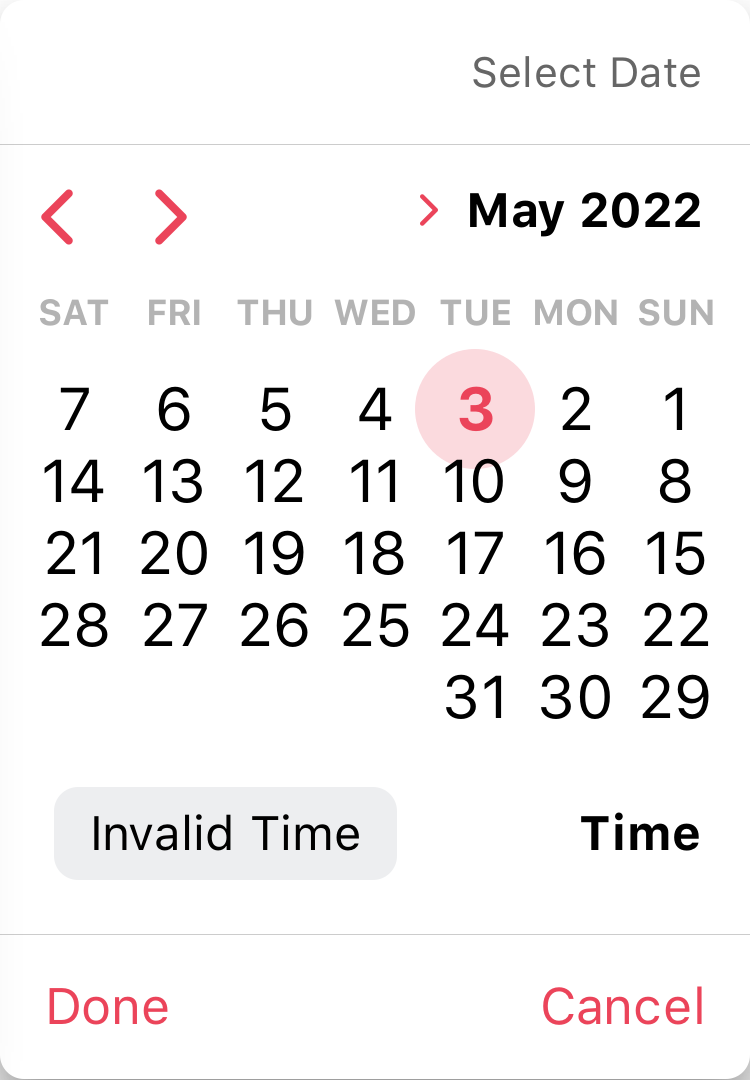 Select Date
May 2022
SAT FRI THU WED TUE MON SUN
7 6 5 4 3 2 1
14 13 12 11 10 9 8
21 20 19 18 17 16 15
28 27 26 25 24 23 22
31 30 29
Invalid Time Time
Done Cancel